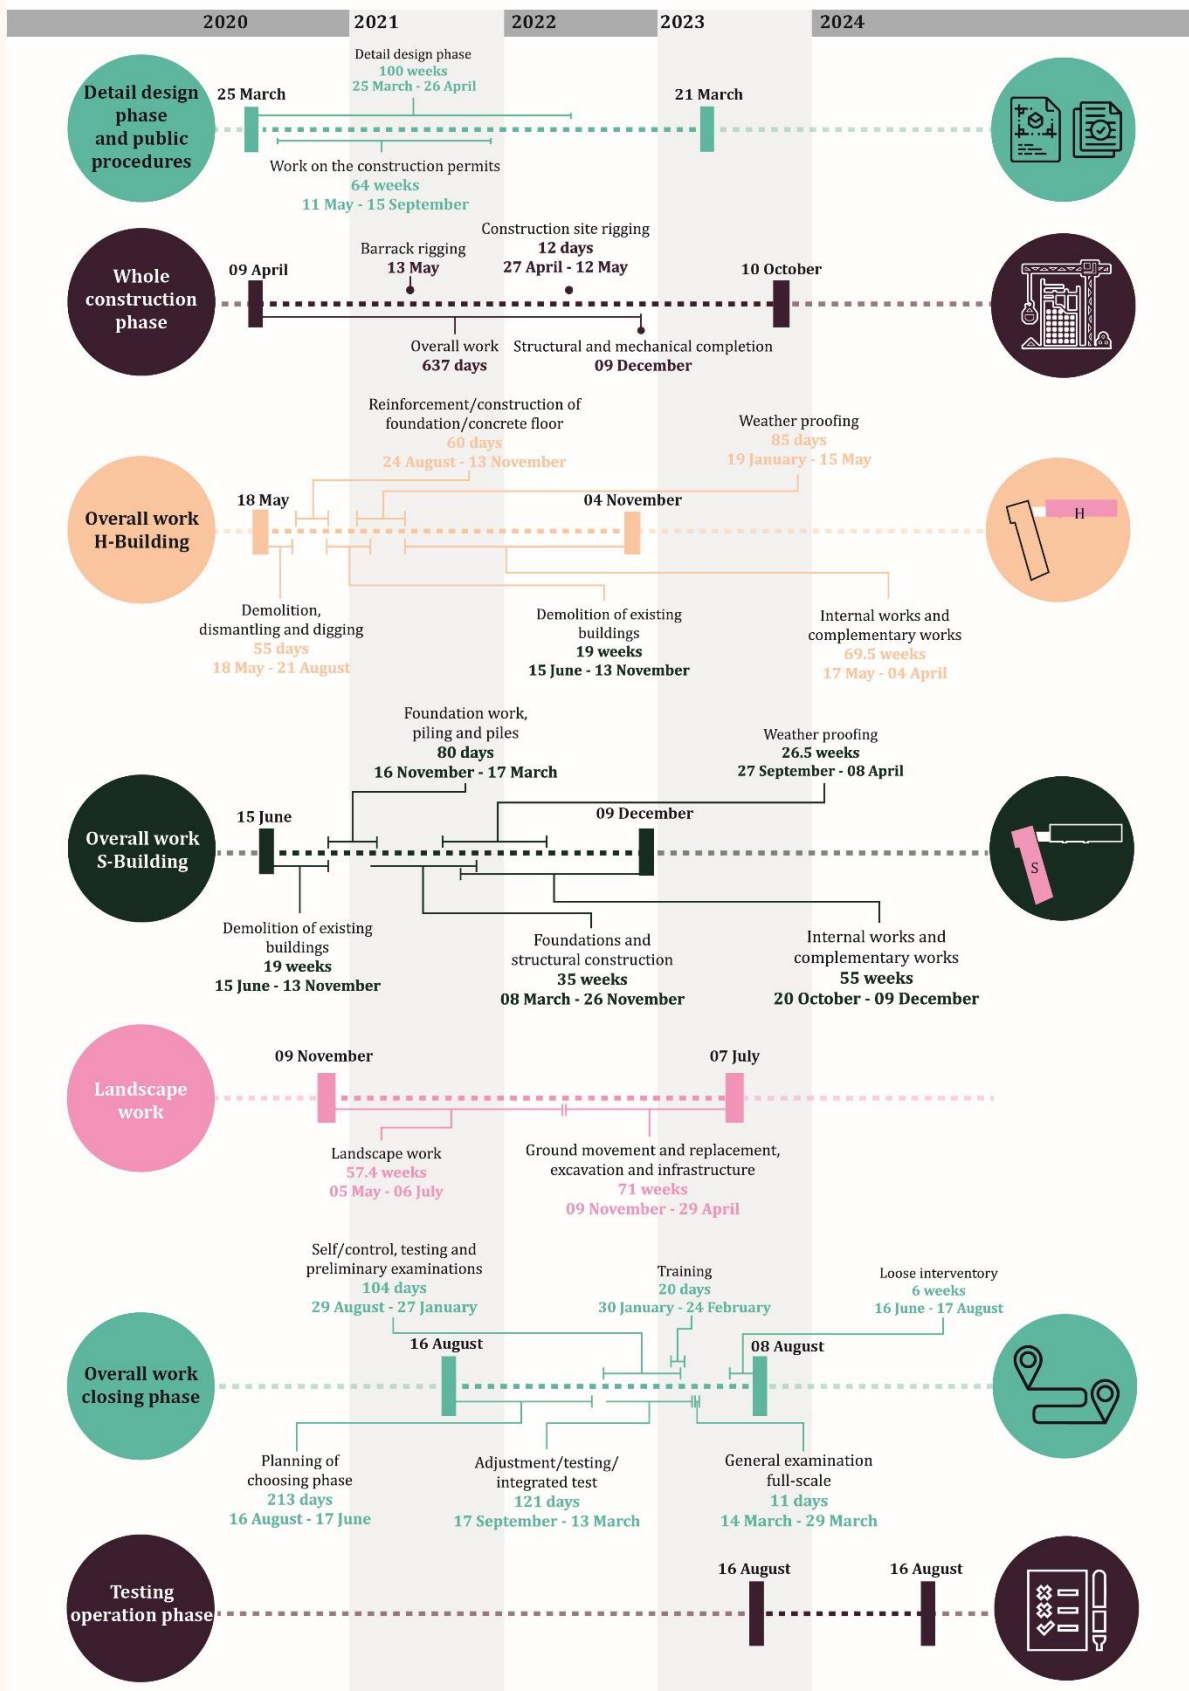 2020 2021 2022 2023 2024
Detail design
phase
and public
procedures
25 March
Detail design phase
100 weeks
25 March - 26 April
21 March
Work on the construction permits
64 weeks
11 May - 15 September
Whole
construction
phase
09 April
Barrack rigging
13 May
Construction site rigging
12 days
27 April - 12 May
10 October
Overall work
637 days
Structural and mechanical completion
09 December
Overall work
H-Building
18 May
Reinforcement/construction of
foundation/concrete floor
60 days
24 August - 13 November
04 November
Weather proofing
85 days
19 January - 15 May
H
Demolition,
dismantling and digging
55 days
18 May - 21 August
Demolition of existing
buildings
19 weeks
15 June - 13 November
Internal works and
complementary works
69.5 weeks
17 May - 04 April
Overall work
S-Building
15 June
Foundation work,
piling and piles
80 days
16 November - 17 March
09 December
Weather proofing
26.5 weeks
27 September - 08 April
S
Demolition of existing
buildings
19 weeks
15 June - 13 November
Foundations and
structural construction
35 weeks
08 March - 26 November
Internal works and
complementary works
55 weeks
20 October - 09 December
Landscape
work
09 November
07 July
Landscape work
57.4 weeks
05 May - 06 July
Ground movement and replacement,
excavation and infrastructure
71 weeks
09 November - 29 April
Overall work
closing phase
Self/control, testing and
preliminary examinations
104 days
29 August - 27 January
16 August
Training
20 days
30 January - 24 February
08 August
Loose interventory
6 weeks
16 June - 17 August
Planning of
choosing phase
213 days
16 August - 17 June
Adjustment/testing/
integrated test
121 days
17 September - 13 March
General examination
full-scale
11 days
14 March - 29 March
Testing
operation phase
16 August
16 August